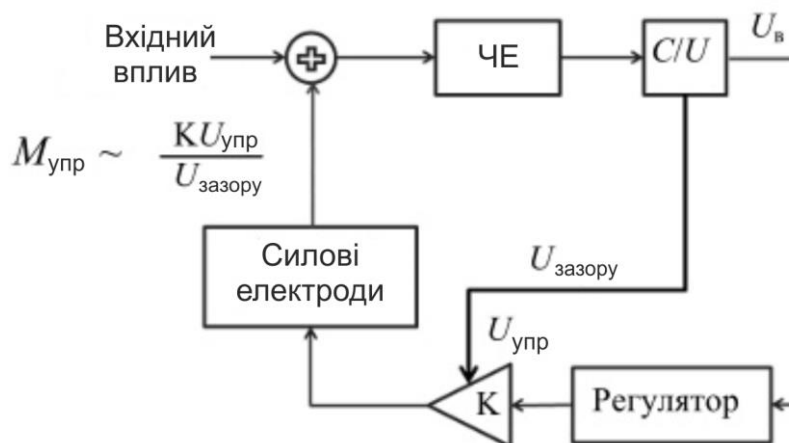 Вхідний
вплив
ЧЕ
C/U
Uв
Mупр ~ KUупр
Uзазору
Силові
електроди
Uзазору
Uупр
K
Регулятор